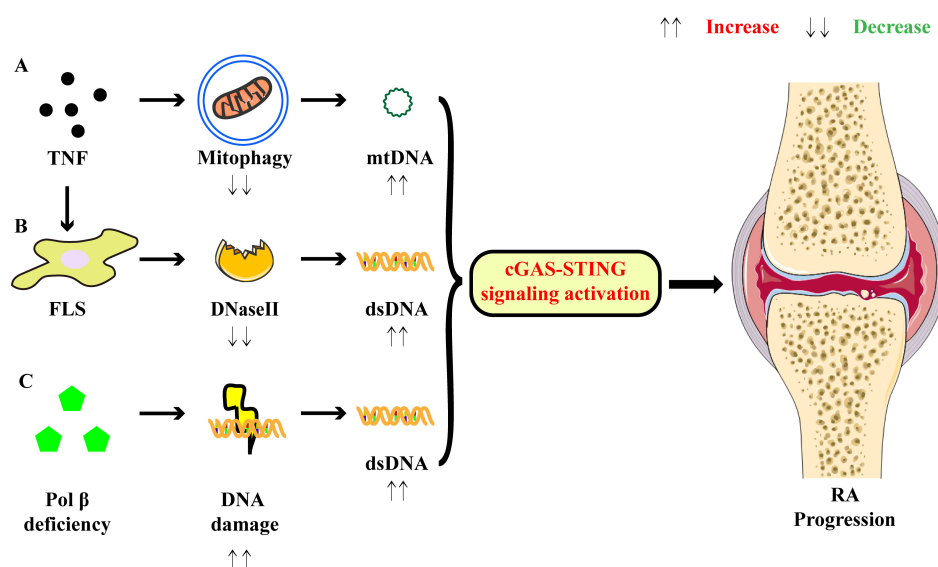 ↑↑ Increase ↓↓ Decrease
A
TNF
Mitophagy
↓↓
mtDNA
↑↑
B
FLS
DNaseII
↓↓
dsDNA
↑↑
cGAS-STING
signaling activation
C
Pol β
deficiency
DNA
damage
↑↑
dsDNA
↑↑
RA
Progression